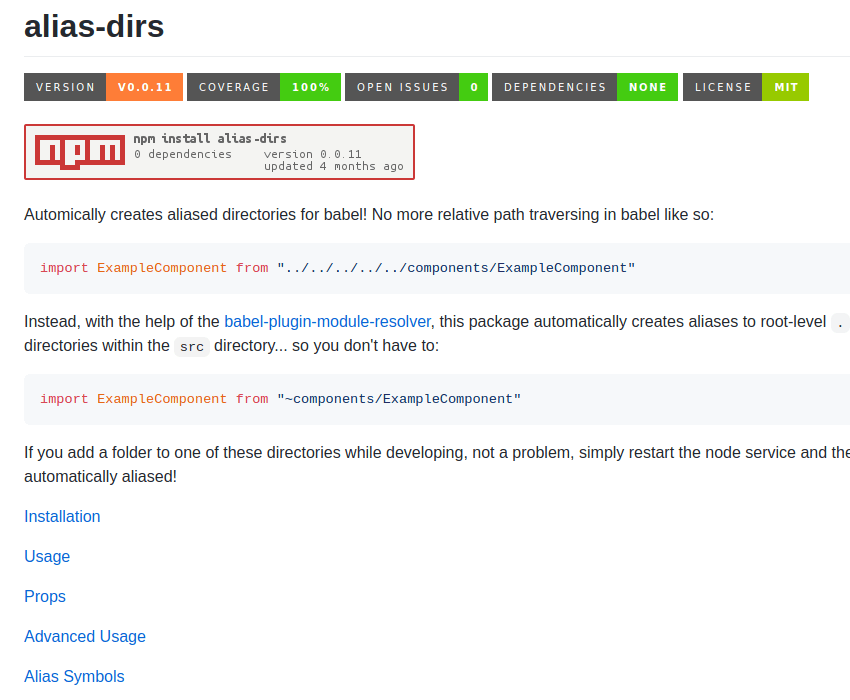 alias-dirs
VERSION V0.0.11 COVERAGE 100% OPEN ISSUES 0 DEPENDENCIES NONE LICENSE MIT
npm npm install alias-dirs
0 dependencies version 0.0.11
updated 4 months ago
Automically creates aliased directories for babel! No more relative path traversing in babel like so:
import ExampleComponent from "../../../../../components/ExampleComponent"
Instead, with the help of the babel-plugin-module-resolver, this package automatically creates aliases to root-level .
directories within the src directory... so you don't have to:
import ExampleComponent from "~components/ExampleComponent"
If you add a folder to one of these directories while developing, not a problem, simply restart the node service and the
automatically aliased!
Installation
Usage
Props
Advanced Usage
Alias Symbols